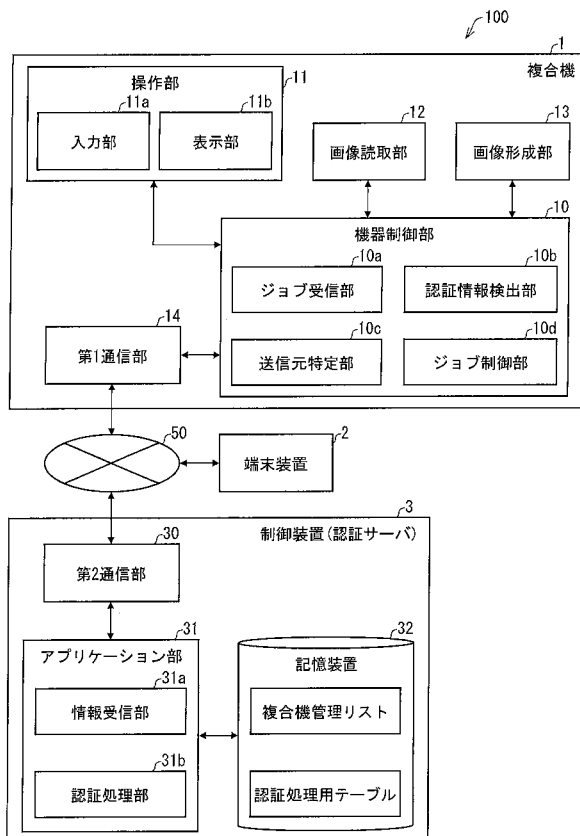 100
1
複合機
11
操作部
11a
11b
入力部
表示部
12
13
画像読取部
画像形成部
10
機器制御部
10a
10b
ジョブ受信部
認証情報検出部
10c
10d
送信元特定部
ジョブ制御部
14
第1通信部
50
2
端末装置
3
制御装置(認証サーバ)
30
第2通信部
31
アプリケーション部
31a
情報受信部
31b
認証処理部
32
記憶装置
複合機管理リスト
認証処理用テーブル